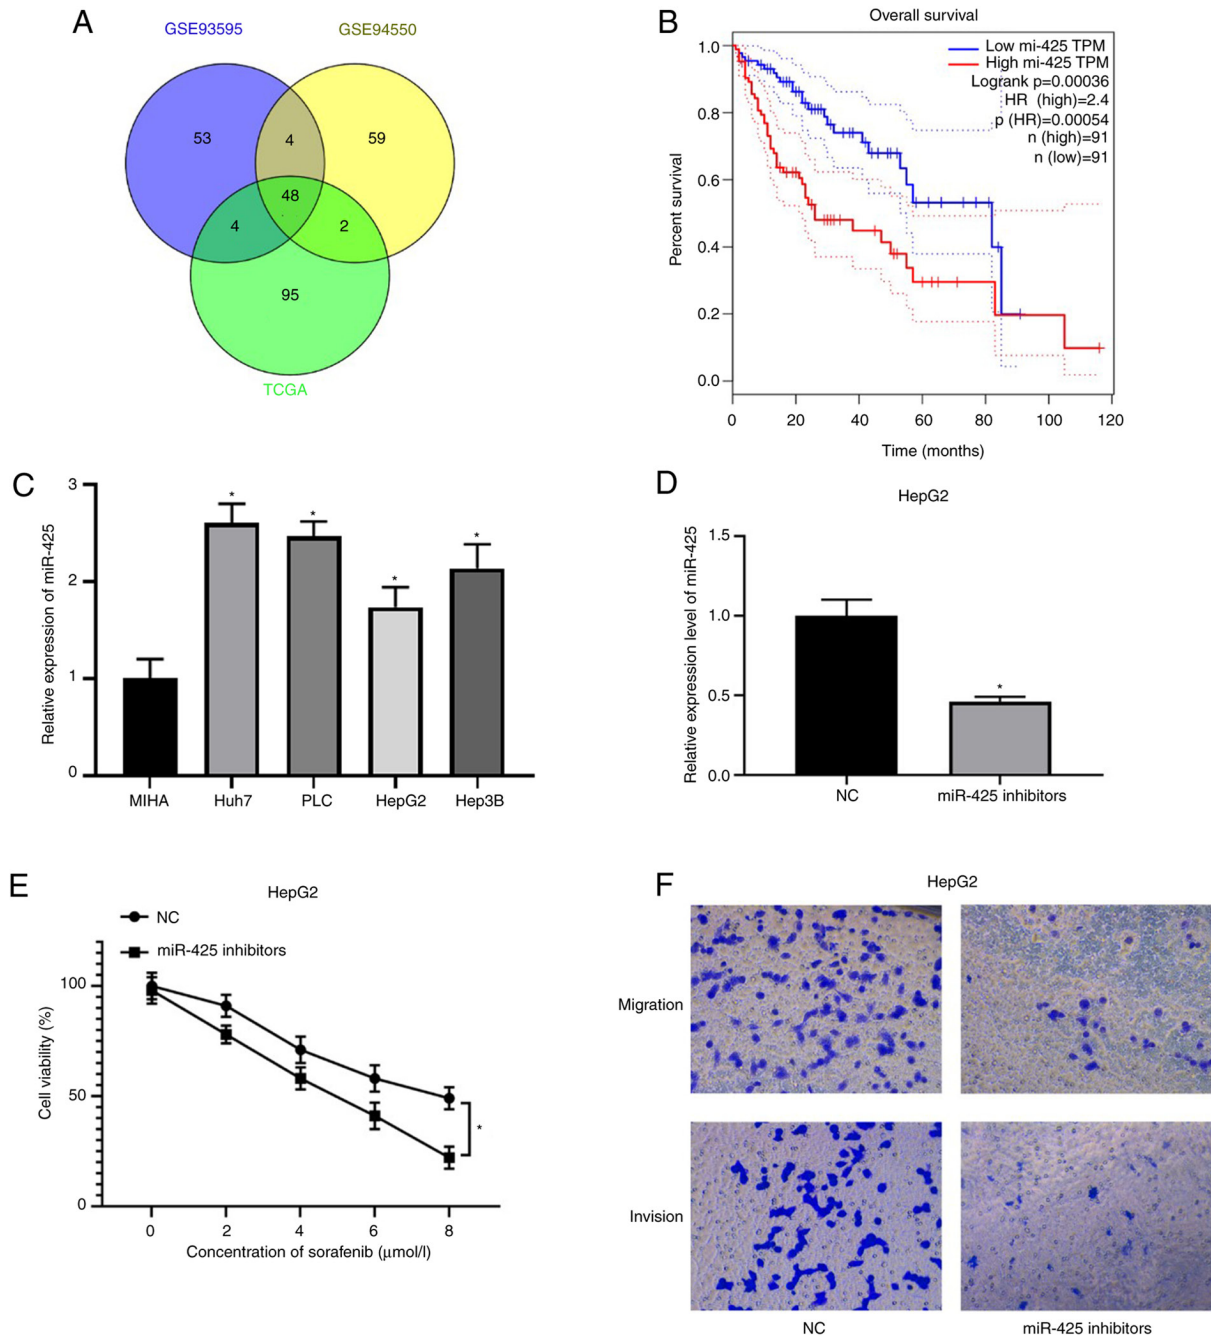 A
GSE93595
GSE94550
53
4
59
48
4
2
95
TCGA
B
Overall survival
Low mi-425 TPM
High mi-425 TPM
Logrank p=0.00036
HR (high)=2.4
p (HR)=0.00054
n (high)=91
n (low)=91
Percent survival
1.0
0.8
0.6
0.4
0.2
0.0
0 20 40 60 80 100 120
Time (months)
C
Relative expression of miR-425
3
2
1
0
* * * *
MIHA Huh7 PLC HepG2 Hep3B
D
HepG2
Relative expression level of miR-425
1.5
1.0
0.5
0.0
*
NC miR-425 inhibitors
E
HepG2
NC
miR-425 inhibitors
Cell viability (%)
100
50
0
*
0 2 4 6 8
Concentration of sorafenib (μmol/l)
F
HepG2
Migration
Invision
NC miR-425 inhibitors